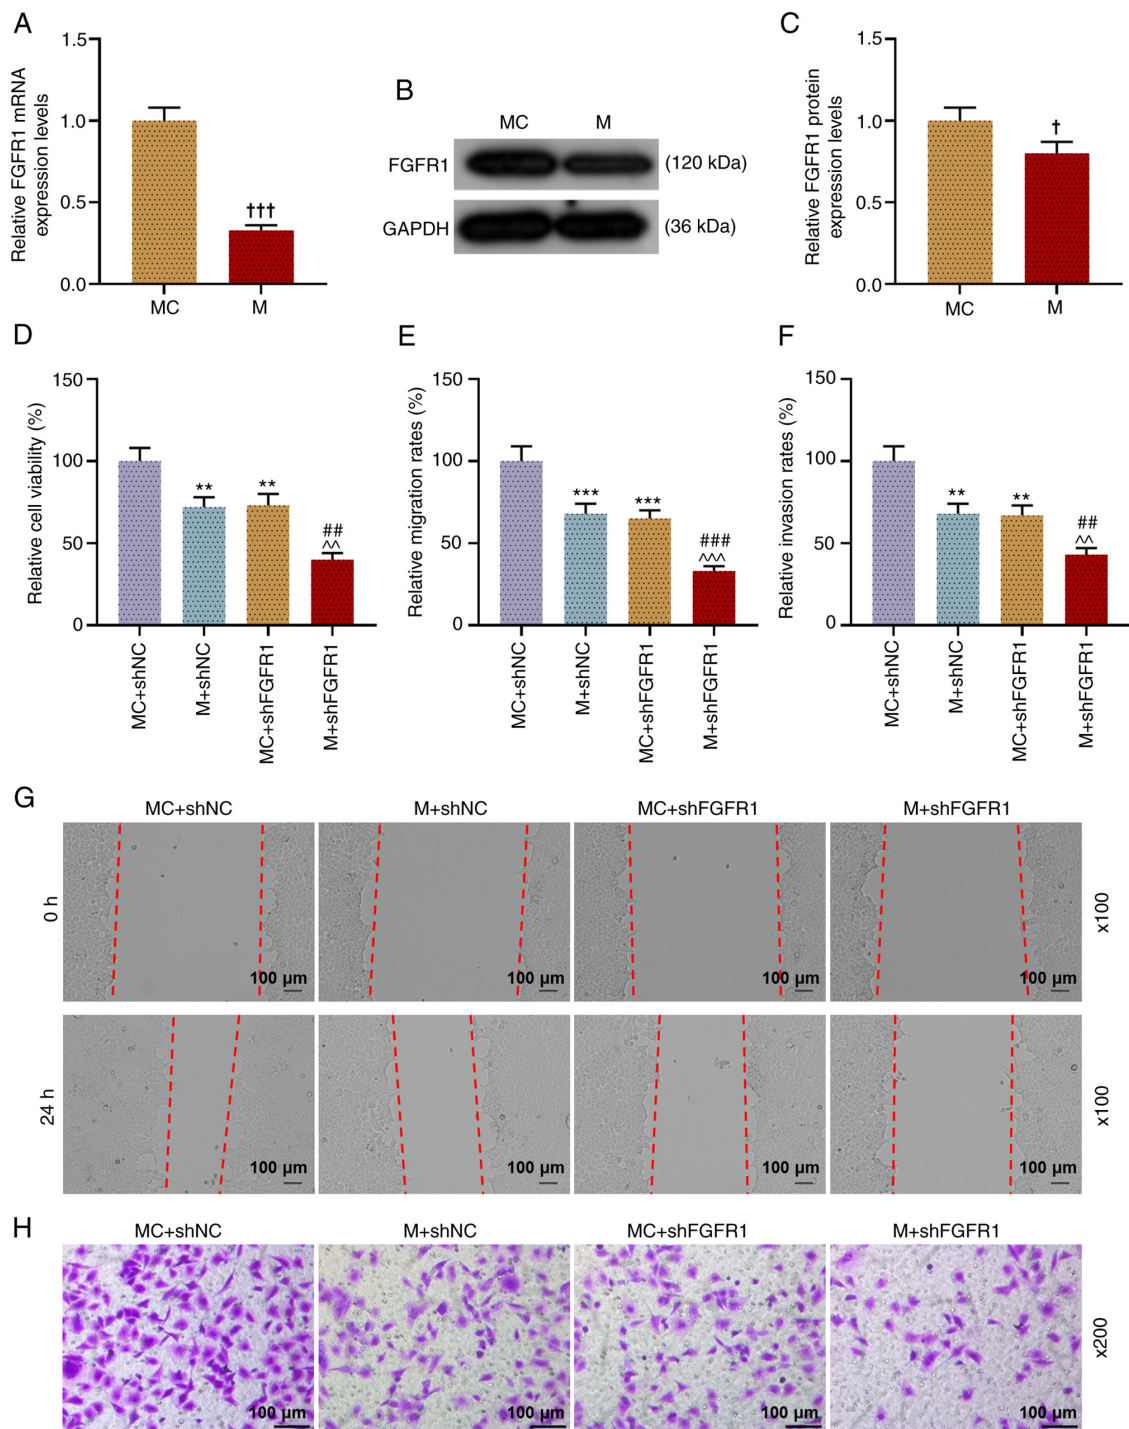 A
Relative FGFR1 mRNA
expression levels
1.5
1.0
0.5
0.0
†††
MC
M
B
MC
M
FGFR1
(120 kDa)
GAPDH
(36 kDa)
C
Relative FGFR1 protein
expression levels
1.5
1.0
0.5
0.0
†
MC
M
D
Relative cell viability (%)
150
100
50
0
**
**
##
^^
MC+shNC
M+shNC
MC+shFGFR1
M+shFGFR1
E
Relative migration rates (%)
150
100
50
0
***
***
###
^^^
MC+shNC
M+shNC
MC+shFGFR1
M+shFGFR1
F
Relative invasion rates (%)
150
100
50
0
**
**
##
^^
MC+shNC
M+shNC
MC+shFGFR1
M+shFGFR1
G
MC+shNC
M+shNC
MC+shFGFR1
M+shFGFR1
0 h
100 µm
100 µm
100 µm
100 µm
x100
24 h
100 µm
100 µm
100 µm
100 µm
x100
H
MC+shNC
M+shNC
MC+shFGFR1
M+shFGFR1
100 µm
100 µm
100 µm
100 µm
x200